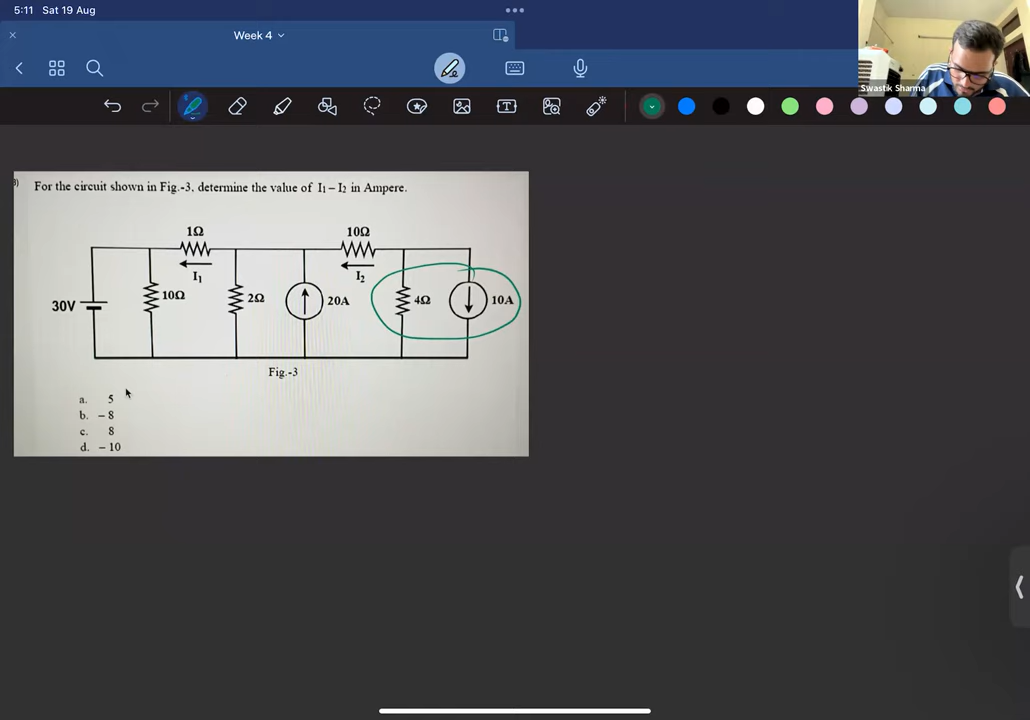 5:11 Sat 19 Aug
Week 4
Swastik Sharma
For the circuit shown in Fig.-3, determine the value of I₁ – I₂ in Ampere.
1Ω
10Ω
I₁
I₂
30V
10Ω
2Ω
20A
4Ω
10A
Fig.-3
a. 5
b. – 8
c. 8
d. – 10